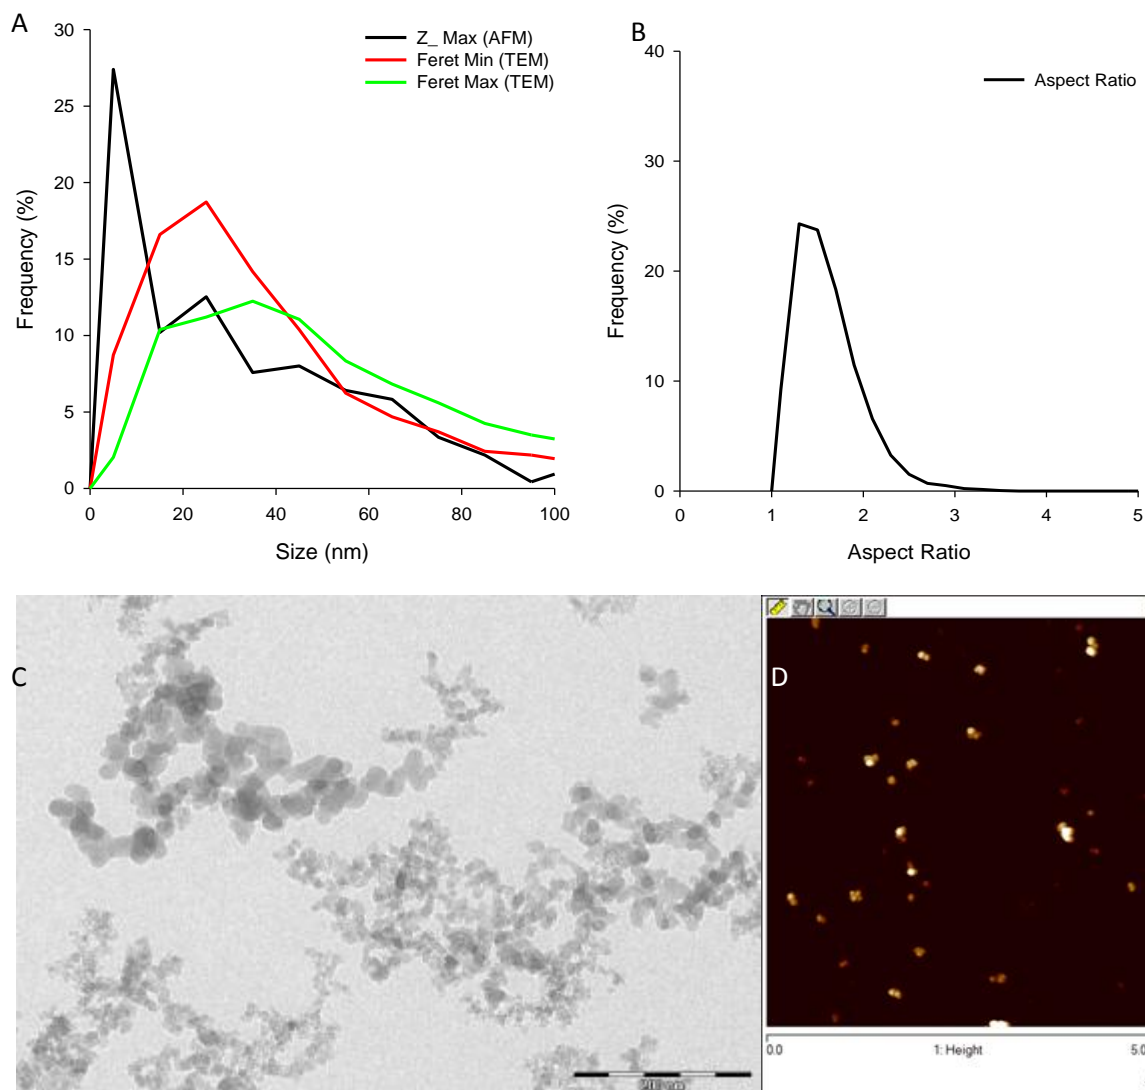 A
Z_ Max (AFM)
Feret Min (TEM)
Feret Max (TEM)
30
25
20
15
10
5
0
Frequency (%)
0 20 40 60 80 100
Size (nm)
B
Aspect Ratio
40
30
20
10
0
Frequency (%)
0 1 2 3 4 5
Aspect Ratio
C
D
0.0 1: Height 5.0